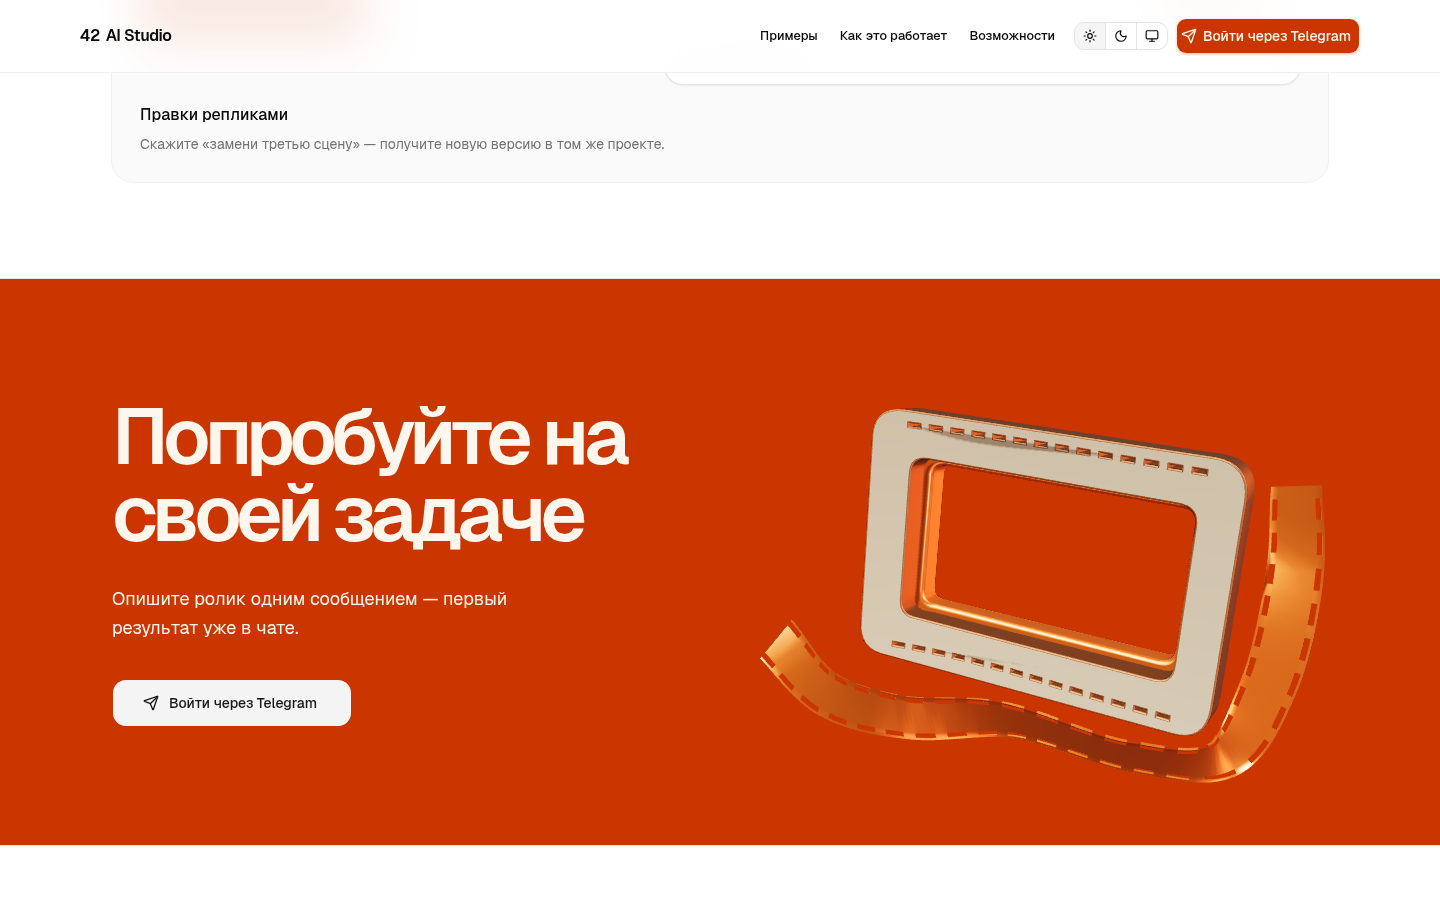 42 AI Studio
Примеры
Как это работает
Возможности
Войти через Telegram
Правки репликами
Скажите «замени третью сцену» — получите новую версию в том же проекте.
Попробуйте на
своей задаче
Опишите ролик одним сообщением — первый
результат уже в чате.
Войти через Telegram